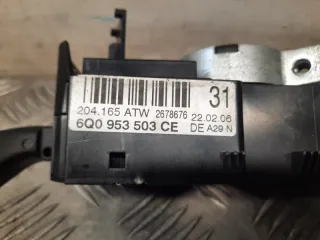 31
204.165 ATW 2678676 22.02.06
6Q0 953 503 CE DE A29 N